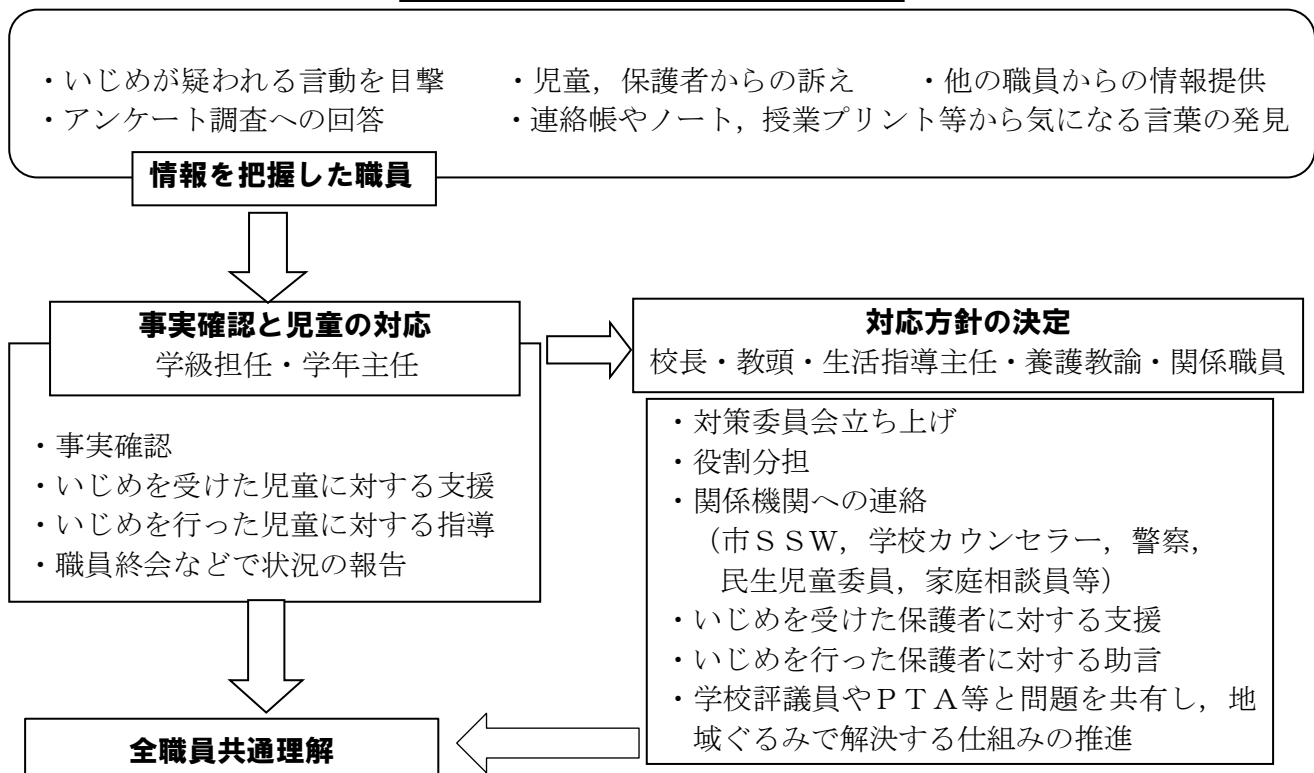 ・いじめが疑われる言動を目撃　・児童，保護者からの訴え　・他の職員からの情報提供
・アンケート調査への回答　・連絡帳やノート，授業プリント等から気になる言葉の発見
情報を把握した職員
事実確認と児童の対応
学級担任・学年主任
・事実確認
・いじめを受けた児童に対する支援
・いじめを行った児童に対する指導
・職員終会などで状況の報告
対応方針の決定
校長・教頭・生活指導主任・養護教諭・関係職員
・対策委員会立ち上げ
・役割分担
・関係機関への連絡
（市ＳＳＷ，学校カウンセラー，警察，
民生児童委員，家庭相談員等）
・いじめを受けた保護者に対する支援
・いじめを行った保護者に対する助言
・学校評議員やＰＴＡ等と問題を共有し，地
域ぐるみで解決する仕組みの推進
全職員共通理解